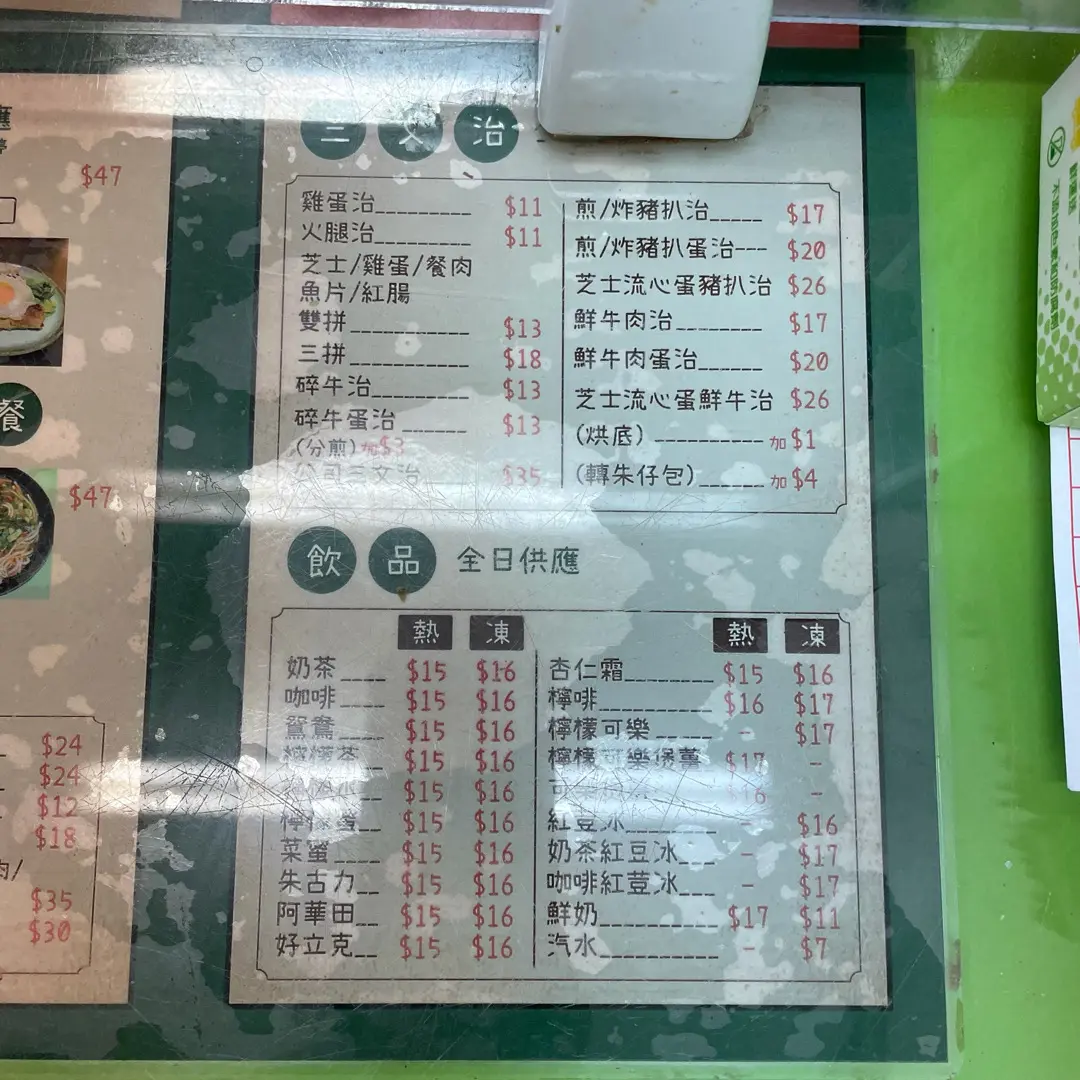 $47
餐
$47
$24
$24
$12
$18
肉/
$35
$30
三文治
雞蛋治 $11
火腿治 $11
芝士/雞蛋/餐肉
魚片/紅腸
雙拼 $13
三拼 $18
碎牛治 $13
碎牛蛋治 $13
(分煎)加$3
公司三文治 $35
煎/炸豬扒治 $17
煎/炸豬扒蛋治 $20
芝士流心蛋豬扒治 $26
鮮牛肉治 $17
鮮牛肉蛋治 $20
芝士流心蛋鮮牛治 $26
(烘底) 加$1
(轉朱仔包) 加$4
飲品 全日供應
熱 凍
奶茶 $15 $16
咖啡 $15 $16
鴛鴦 $15 $16
檸檬茶 $15 $16
$15 $16
檸檬蜜 $15 $16
菜蜜 $15 $16
朱古力 $15 $16
阿華田 $15 $16
好立克 $15 $16
熱 凍
杏仁霜 $15 $16
檸啡 $16 $17
檸檬可樂 - $17
檸檬可樂煲薑 $17 -
$16 -
紅荳冰 - $16
奶茶紅豆冰 - $17
咖啡紅荳冰 - $17
鮮奶 $17 $11
汽水 - $7